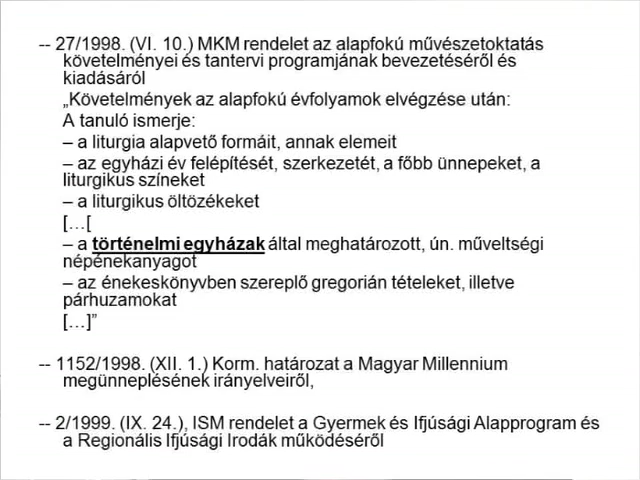 -- 27/1998. (VI. 10.) MKM rendelet az alapfokú művészetoktatás
követelményei és tantervi programjának bevezetéséről és
kiadásáról
„Követelmények az alapfokú évfolyamok elvégzése után:
A tanuló ismerje:
– a liturgia alapvető formáit, annak elemeit
– az egyházi év felépítését, szerkezetét, a főbb ünnepeket, a
liturgikus színeket
– a liturgikus öltözékeket
[…[
– a történelmi egyházak által meghatározott, ún. műveltségi
népénekanyagot
– az énekeskönyvben szereplő gregorián tételeket, illetve
párhuzamokat
[…]”
-- 1152/1998. (XII. 1.) Korm. határozat a Magyar Millennium
megünneplésének irányelveiről,
-- 2/1999. (IX. 24.), ISM rendelet a Gyermek és Ifjúsági Alapprogram és
a Regionális Ifjúsági Irodák működéséről